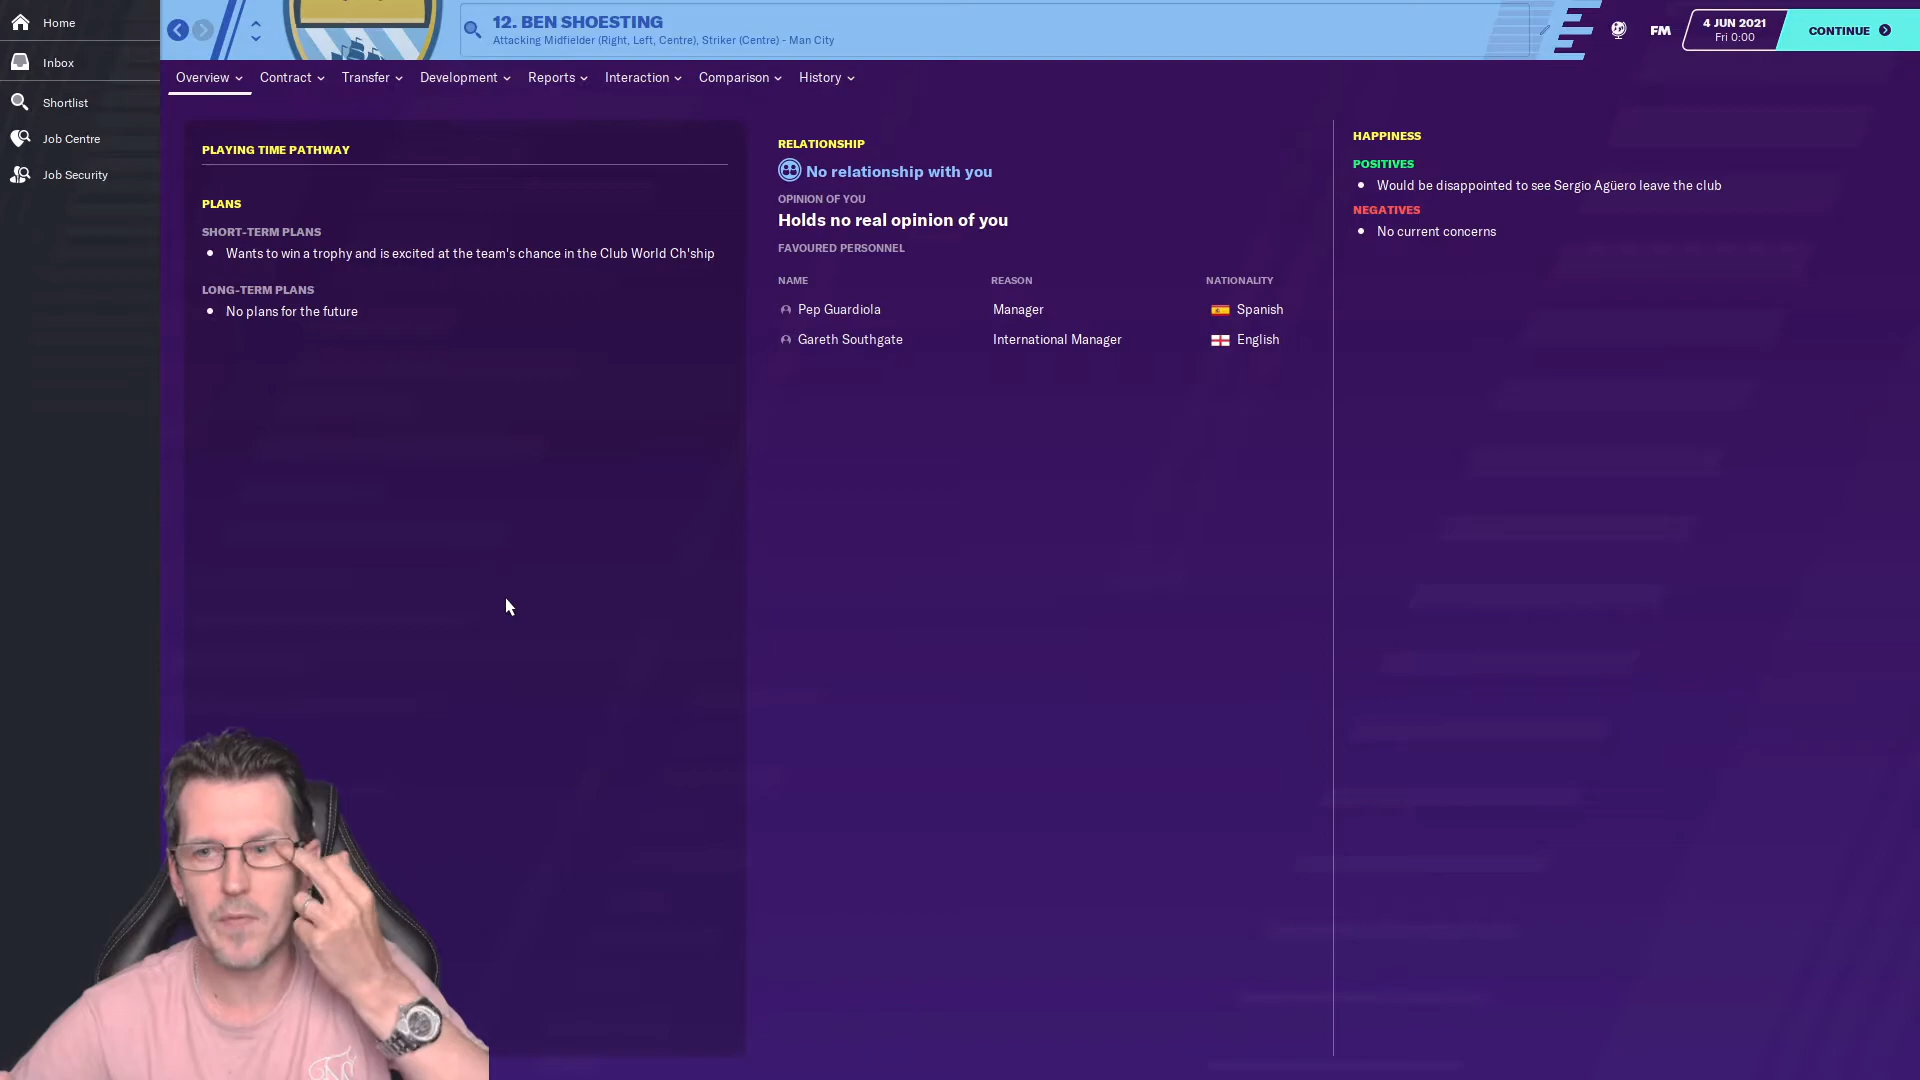 Home
Inbox
Shortlist
Job Centre
Job Security
12. BEN SHOESTING
Attacking Midfielder (Right, Left, Centre), Striker (Centre) - Man City
FM
4 JUN 2021
Fri 0:00
CONTINUE
Overview
Contract
Transfer
Development
Reports
Interaction
Comparison
History
PLAYING TIME PATHWAY
PLANS
SHORT-TERM PLANS
Wants to win a trophy and is excited at the team's chance in the Club World Ch'ship
LONG-TERM PLANS
No plans for the future
RELATIONSHIP
No relationship with you
OPINION OF YOU
Holds no real opinion of you
FAVOURED PERSONNEL
NAME REASON NATIONALITY
Pep Guardiola Manager Spanish
Gareth Southgate International Manager English
HAPPINESS
POSITIVES
Would be disappointed to see Sergio Agüero leave the club
NEGATIVES
No current concerns